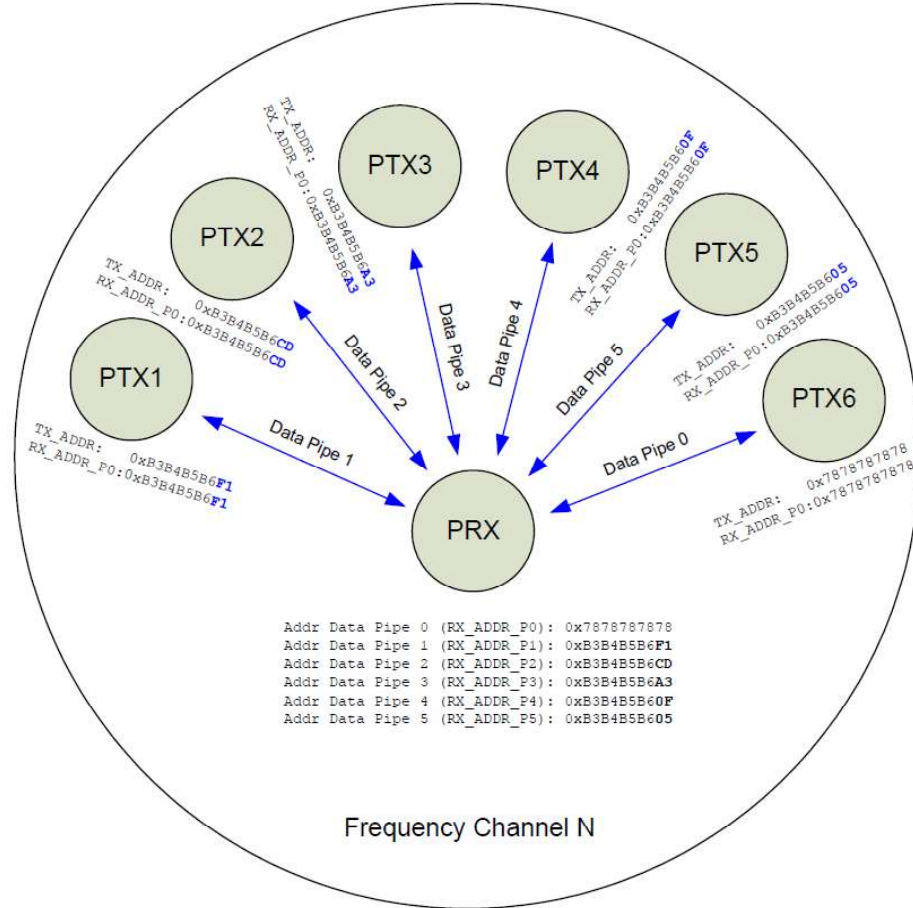 PTX3
PTX4
TX_ADDR: 0xB3B4B5B6A3
RX_ADDR_P0:0xB3B4B5B6A3
TX_ADDR: 0xB3B4B5B60F
RX_ADDR_P0:0xB3B4B5B60F
PTX2
PTX5
TX_ADDR: 0xB3B4B5B6CD
RX_ADDR_P0:0xB3B4B5B6CD
TX_ADDR: 0xB3B4B5B605
RX_ADDR_P0:0xB3B4B5B605
PTX1
PTX6
Data Pipe 1
Data Pipe 2
Data Pipe 3
Data Pipe 4
Data Pipe 5
Data Pipe 0
TX_ADDR: 0xB3B4B5B6F1
RX_ADDR_P0:0xB3B4B5B6F1
TX_ADDR: 0x7878787878
RX_ADDR_P0:0x7878787878
PRX
Addr Data Pipe 0 (RX_ADDR_P0): 0x7878787878
Addr Data Pipe 1 (RX_ADDR_P1): 0xB3B4B5B6F1
Addr Data Pipe 2 (RX_ADDR_P2): 0xB3B4B5B6CD
Addr Data Pipe 3 (RX_ADDR_P3): 0xB3B4B5B6A3
Addr Data Pipe 4 (RX_ADDR_P4): 0xB3B4B5B60F
Addr Data Pipe 5 (RX_ADDR_P5): 0xB3B4B5B605
Frequency Channel N